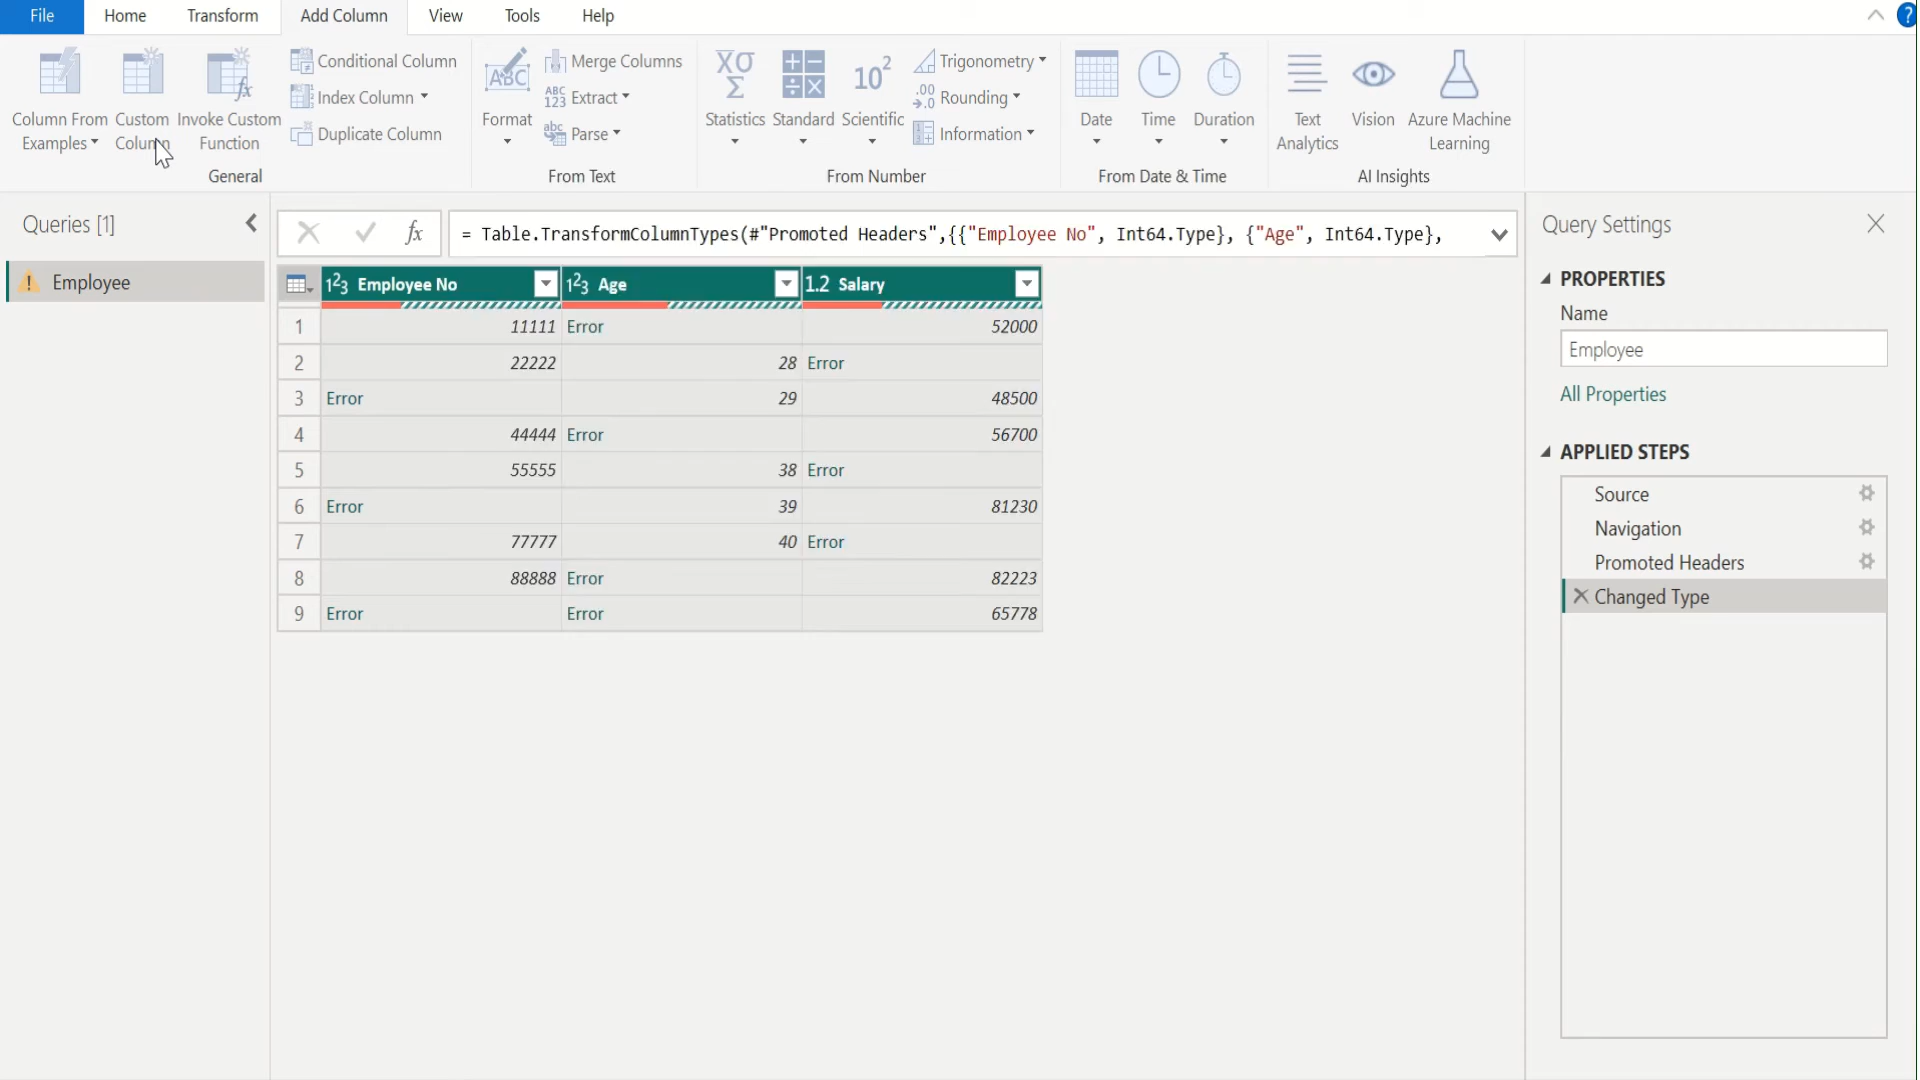 File Home Transform Add Column View Tools Help
Column From Examples
Custom Column
Invoke Custom Function
Conditional Column
Index Column
Duplicate Column
General
Format
Merge Columns
Extract
Parse
From Text
Statistics
Standard
Scientific
Trigonometry
Rounding
Information
From Number
Date
Time
Duration
From Date & Time
Text Analytics
Vision
Azure Machine Learning
AI Insights
Queries [1]
Employee
= Table.TransformColumnTypes(#"Promoted Headers",{{"Employee No", Int64.Type}, {"Age", Int64.Type},
Employee No Age 1.2 Salary
1 11111 Error 52000
2 22222 28 Error
3 Error 29 48500
4 44444 Error 56700
5 55555 38 Error
6 Error 39 81230
7 77777 40 Error
8 88888 Error 82223
9 Error Error 65778
Query Settings
PROPERTIES
Name
Employee
All Properties
APPLIED STEPS
Source
Navigation
Promoted Headers
Changed Type